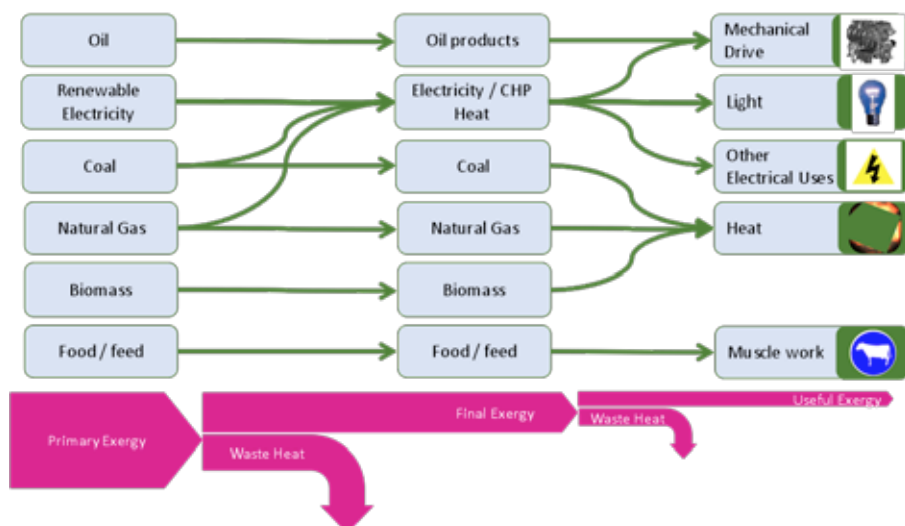 Oil
Oil products
Mechanical
Drive
Renewable
Electricity
Electricity / CHP
Heat
Light
Coal
Coal
Other
Electrical Uses
Natural Gas
Natural Gas
Heat
Biomass
Biomass
Food / feed
Food / feed
Muscle work
Primary Exergy
Final Exergy
Useful Exergy
Waste Heat
Waste Heat